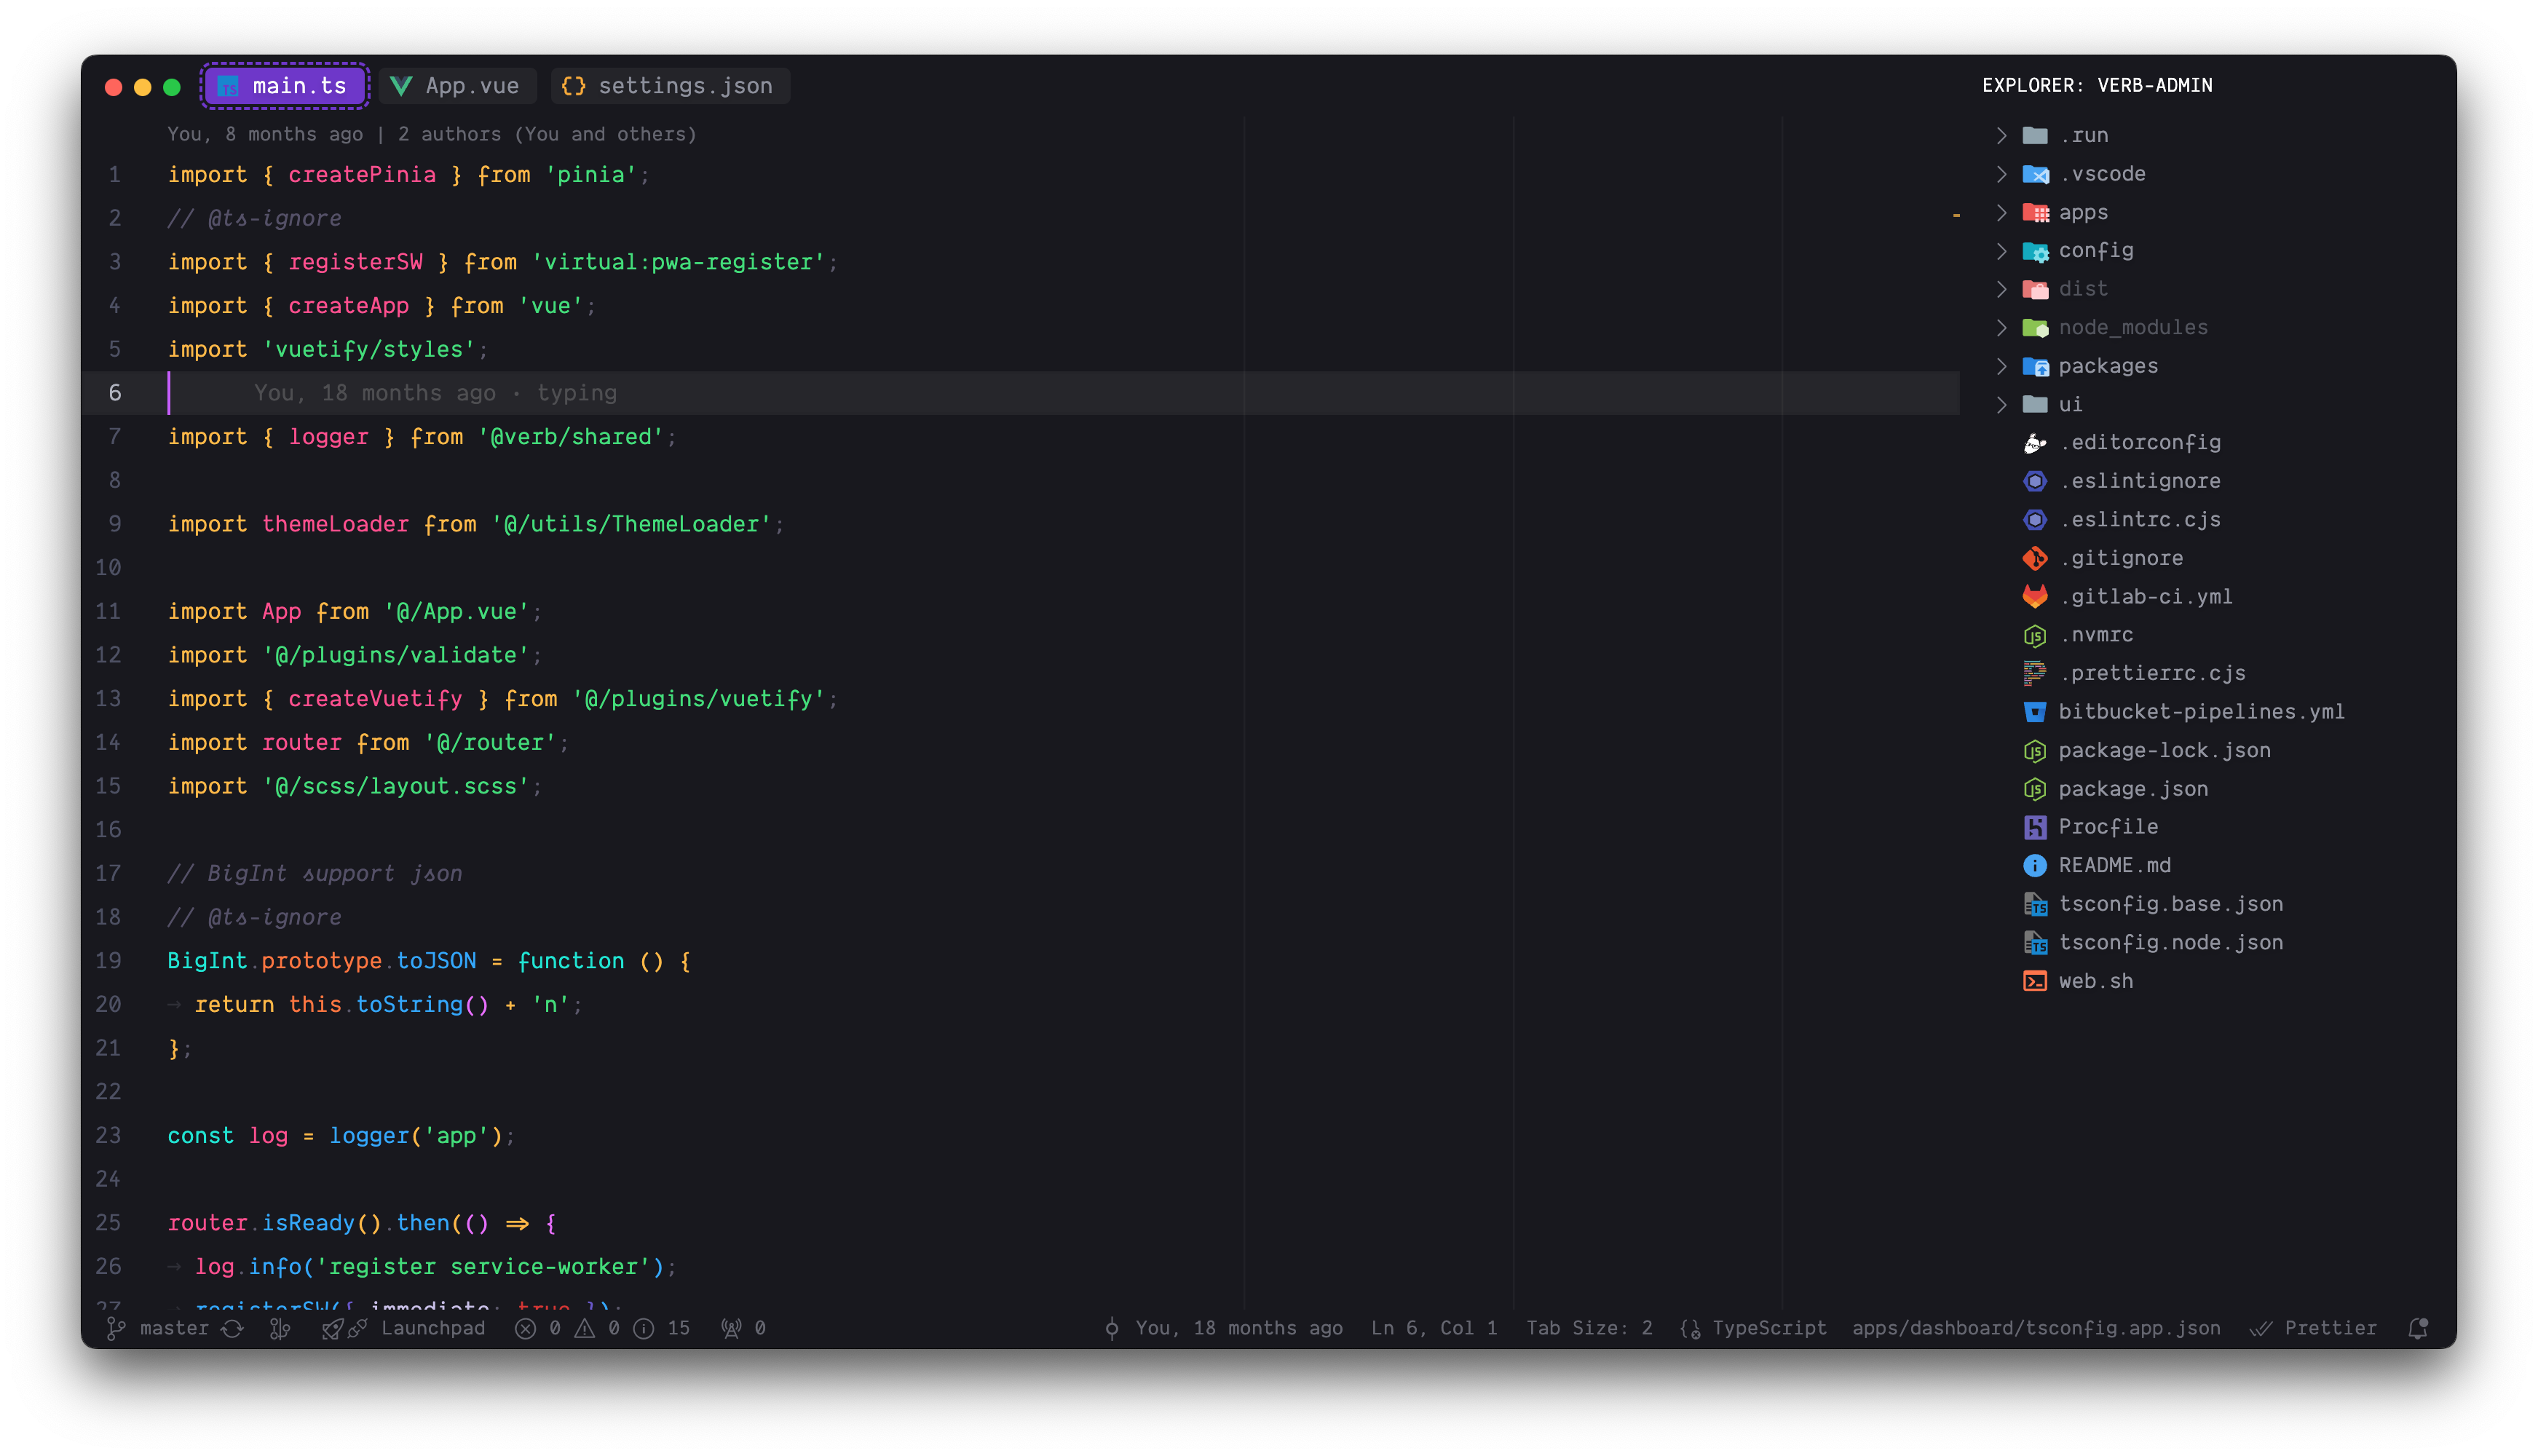 main.ts App.vue settings.json
You, 8 months ago | 2 authors (You and others)
1 import { createPinia } from 'pinia';
2 // @ts-ignore
3 import { registerSW } from 'virtual:pwa-register';
4 import { createApp } from 'vue';
5 import 'vuetify/styles';
6 You, 18 months ago · typing
7 import { logger } from '@verb/shared';
8
9 import themeLoader from '@/utils/ThemeLoader';
10
11 import App from '@/App.vue';
12 import '@/plugins/validate';
13 import { createVuetify } from '@/plugins/vuetify';
14 import router from '@/router';
15 import '@/scss/layout.scss';
16
17 // BigInt support json
18 // @ts-ignore
19 BigInt.prototype.toJSON = function () {
20 → return this.toString() + 'n';
21 };
22
23 const log = logger('app');
24
25 router.isReady().then(() => {
26 → log.info('register service-worker');
27 → registerSW({ immediate: true });
EXPLORER: VERB-ADMIN
.run
.vscode
apps
config
dist
node_modules
packages
ui
.editorconfig
.eslintignore
.eslintrc.cjs
.gitignore
.gitlab-ci.yml
.nvmrc
.prettierrc.cjs
bitbucket-pipelines.yml
package-lock.json
package.json
Procfile
README.md
tsconfig.base.json
tsconfig.node.json
web.sh
master Launchpad 0 0 15 0 You, 18 months ago Ln 6, Col 1 Tab Size: 2 TypeScript apps/dashboard/tsconfig.app.json Prettier